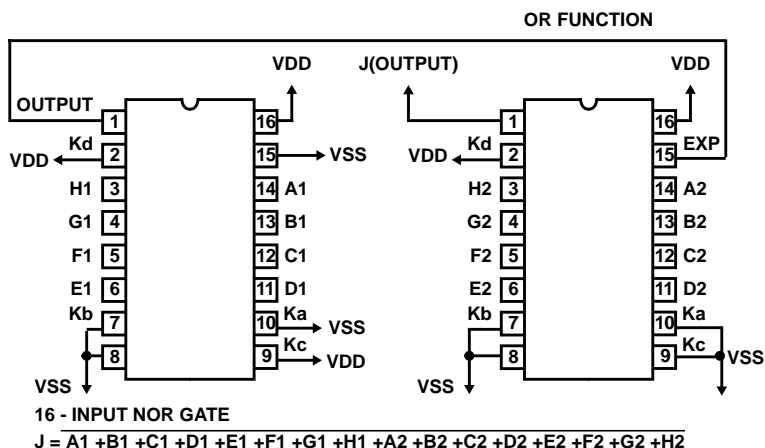 OR FUNCTION
VDD J(OUTPUT) VDD
OUTPUT 1 16 1 16
Kd Kd EXP
VDD 2 15 VSS VDD 2 15
H1 3 14 A1 H2 3 14 A2
G1 4 13 B1 G2 4 13 B2
F1 5 12 C1 F2 5 12 C2
E1 6 11 D1 E2 6 11 D2
Kb Ka Kb Ka
7 10 VSS 7 10
Kc Kc
8 9 VDD 8 9 VSS
VSS VSS
16 - INPUT NOR GATE
J = A1 +B1 +C1 +D1 +E1 +F1 +G1 +H1 +A2 +B2 +C2 +D2 +E2 +F2 +G2 +H2